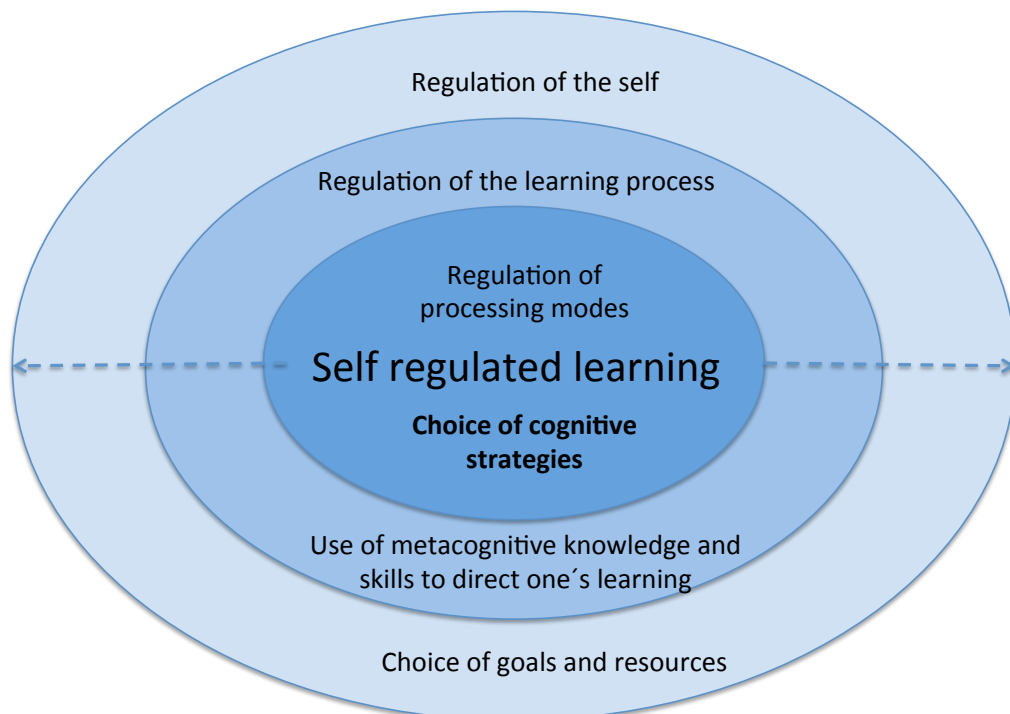 Regulation of the self
Regulation of the learning process
Regulation of
processing modes
Self regulated learning
Choice of cognitive
strategies
Use of metacognitive knowledge and
skills to direct one´s learning
Choice of goals and resources